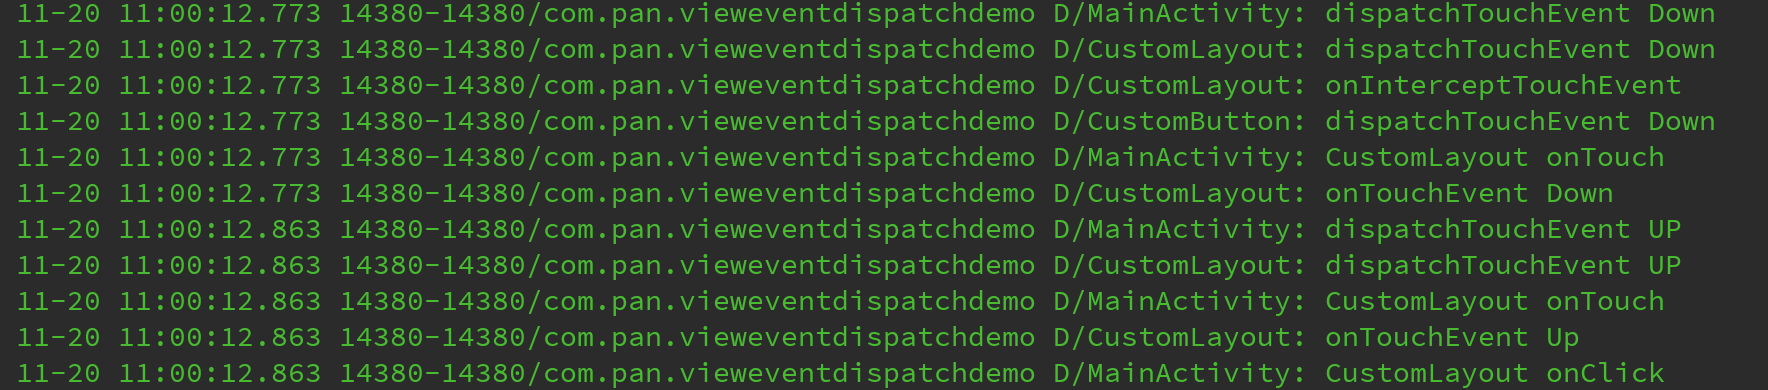 11-20 11:00:12.773 14380-14380/com.pan.vieweventdispatchdemo D/MainActivity: dispatchTouchEvent Down
11-20 11:00:12.773 14380-14380/com.pan.vieweventdispatchdemo D/CustomLayout: dispatchTouchEvent Down
11-20 11:00:12.773 14380-14380/com.pan.vieweventdispatchdemo D/CustomLayout: onInterceptTouchEvent
11-20 11:00:12.773 14380-14380/com.pan.vieweventdispatchdemo D/CustomButton: dispatchTouchEvent Down
11-20 11:00:12.773 14380-14380/com.pan.vieweventdispatchdemo D/MainActivity: CustomLayout onTouch
11-20 11:00:12.773 14380-14380/com.pan.vieweventdispatchdemo D/CustomLayout: onTouchEvent Down
11-20 11:00:12.863 14380-14380/com.pan.vieweventdispatchdemo D/MainActivity: dispatchTouchEvent UP
11-20 11:00:12.863 14380-14380/com.pan.vieweventdispatchdemo D/CustomLayout: dispatchTouchEvent UP
11-20 11:00:12.863 14380-14380/com.pan.vieweventdispatchdemo D/MainActivity: CustomLayout onTouch
11-20 11:00:12.863 14380-14380/com.pan.vieweventdispatchdemo D/CustomLayout: onTouchEvent Up
11-20 11:00:12.863 14380-14380/com.pan.vieweventdispatchdemo D/MainActivity: CustomLayout onClick